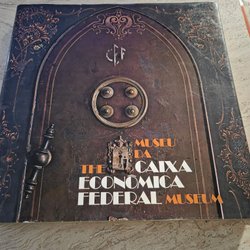 CEF
MUSEU
DA
THE CAIXA
ECONOMICA
FEDERAL MUSEUM